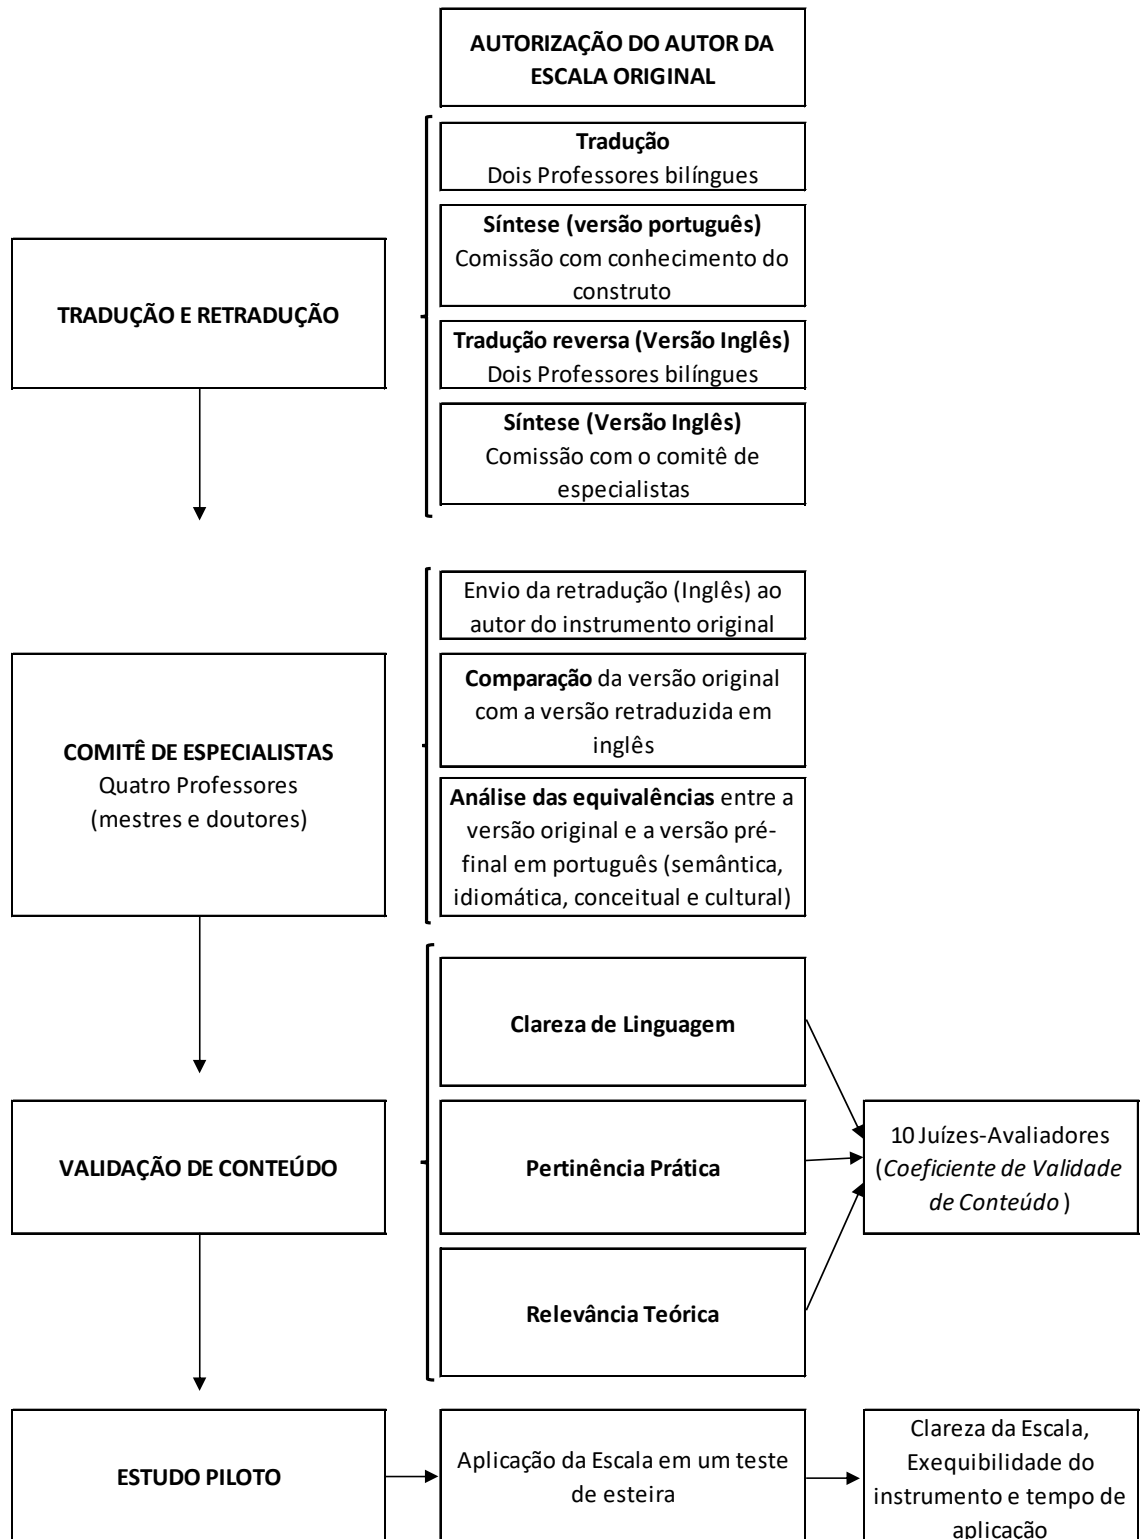 AUTORIZAÇÃO DO AUTOR DA
ESCALA ORIGINAL
TRADUÇÃO E RETRADUÇÃO
Tradução
Dois Professores bilíngues
Síntese (versão português)
Comissão com conhecimento do
construto
Tradução reversa (Versão Inglês)
Dois Professores bilíngues
Síntese (Versão Inglês)
Comissão com o comitê de
especialistas
COMITÊ DE ESPECIALISTAS
Quatro Professores
(mestres e doutores)
Envio da retradução (Inglês) ao
autor do instrumento original
Comparação da versão original
com a versão retraduzida em
inglês
Análise das equivalências entre a
versão original e a versão pré-
final em português (semântica,
idiomática, conceitual e cultural)
VALIDAÇÃO DE CONTEÚDO
Clareza de Linguagem
Pertinência Prática
Relevância Teórica
10 Juízes-Avaliadores
(Coeficiente de Validade
de Conteúdo )
ESTUDO PILOTO
Aplicação da Escala em um teste
de esteira
Clareza da Escala,
Exequibilidade do
instrumento e tempo de
aplicação